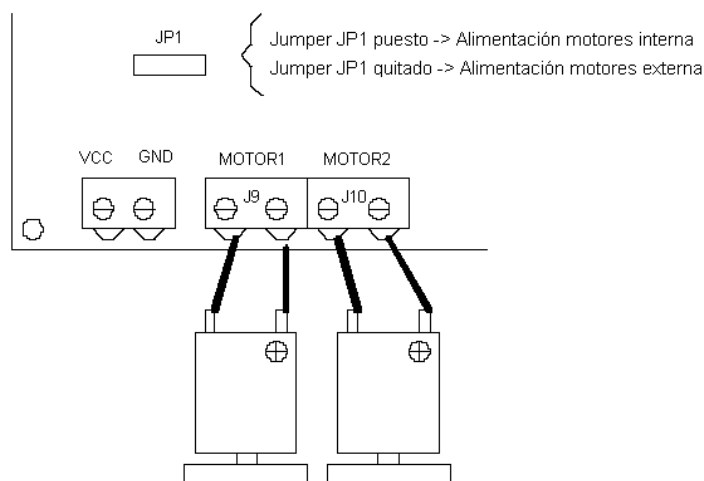 JP1
Jumper JP1 puesto -> Alimentación motores interna
Jumper JP1 quitado -> Alimentación motores externa
VCC GND MOTOR1 MOTOR2
J9 J10